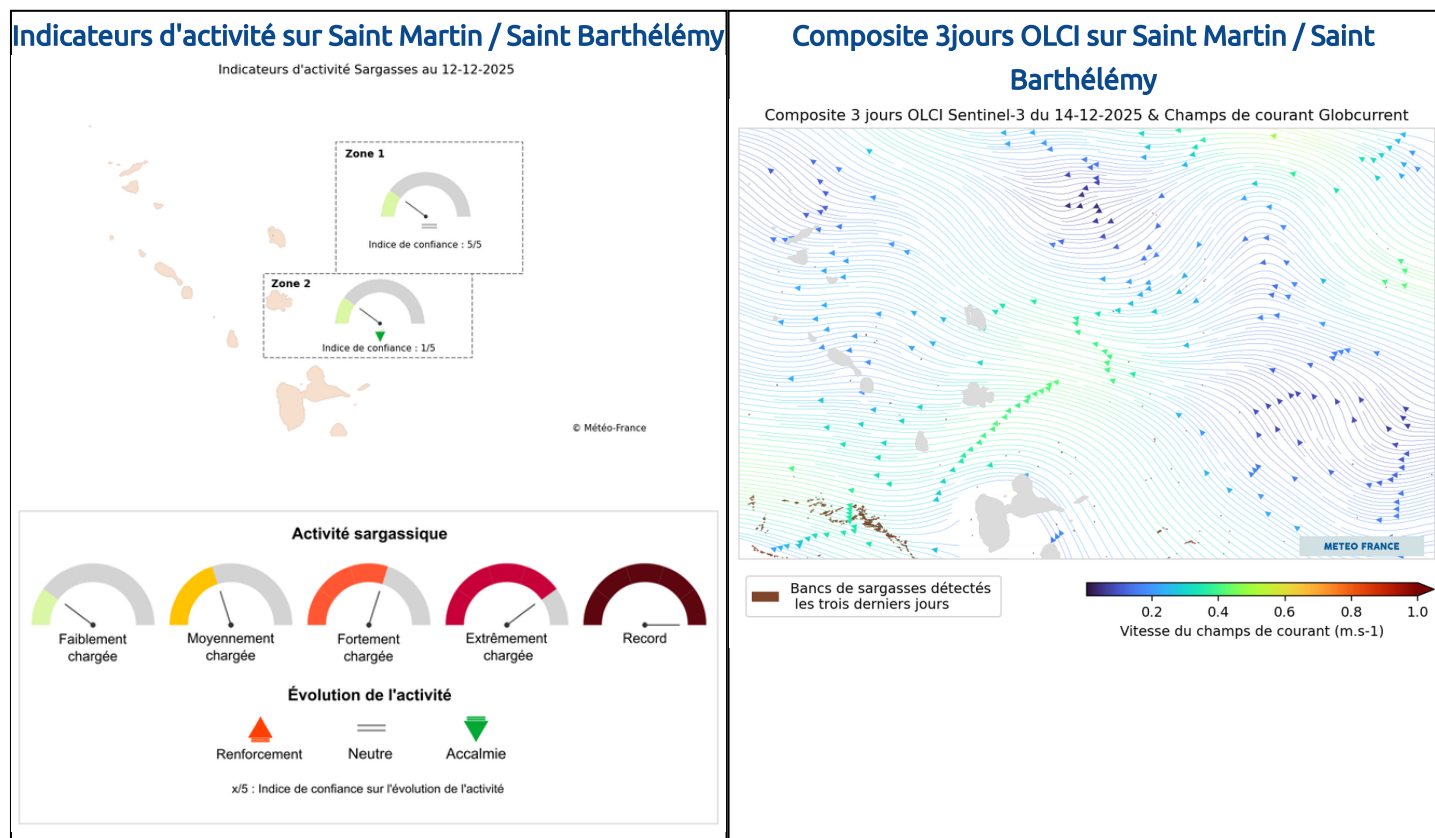 Indicateurs d'activité sur Saint Martin / Saint Barthélémy
Indicateurs d'activité Sargasses au 12-12-2025
Zone 1
Indice de confiance : 5/5
Zone 2
Indice de confiance : 1/5
© Météo-France
Activité sargassique
Faiblement
chargée
Moyennement
chargée
Fortement
chargée
Extrêmement
chargée
Record
Évolution de l'activité
Renforcement
Neutre
Accalmie
x/5 : Indice de confiance sur l'évolution de l'activité
Composite 3jours OLCI sur Saint Martin / Saint
Barthélémy
Composite 3 jours OLCI Sentinel-3 du 14-12-2025 & Champs de courant Globcurrent
METEO FRANCE
Bancs de sargasses détectés
les trois derniers jours
0.2 0.4 0.6 0.8 1.0
Vitesse du champs de courant (m.s-1)